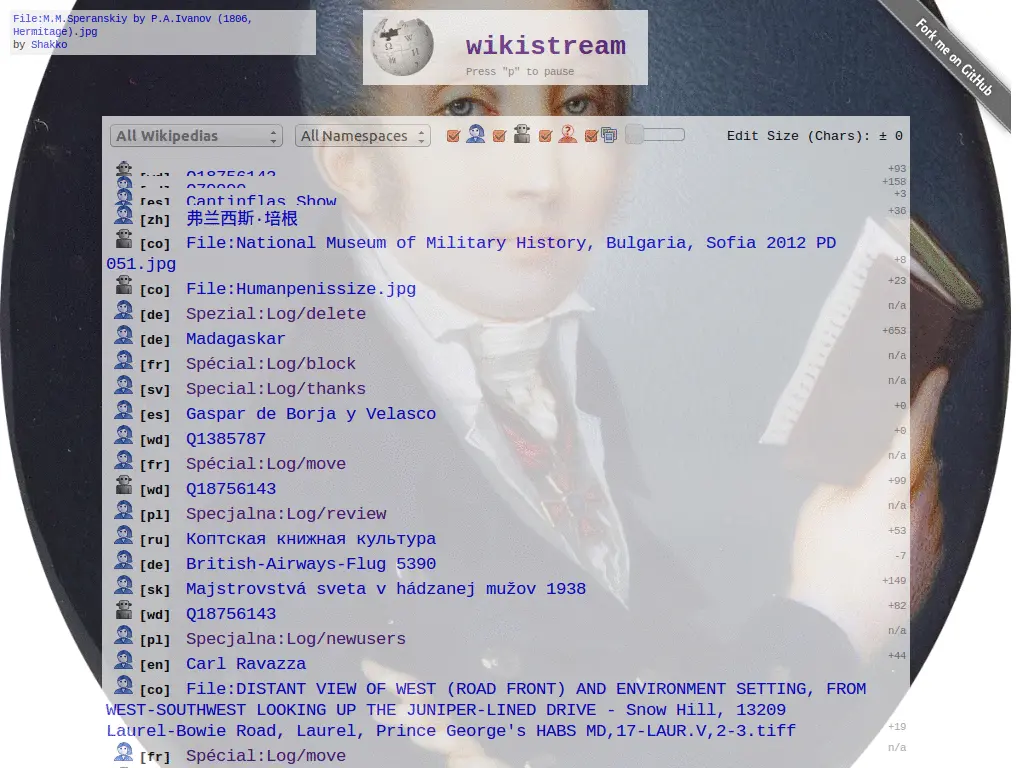 File:M.M.Speranskiy by P.A.Ivanov (1806,
Hermitage).jpg
by Shakko
wikistream
Press "p" to pause
Fork me on GitHub
All Wikipedias
All Namespaces
Edit Size (Chars): ± 0
Q18756143 +93
+158
[es] Cantinflas Show +3
[zh] 弗兰西斯·培根 +36
[co] File:National Museum of Military History, Bulgaria, Sofia 2012 PD
051.jpg +8
[co] File:Humanpenissize.jpg +23
[de] Spezial:Log/delete n/a
[de] Madagaskar +653
[fr] Spécial:Log/block n/a
[sv] Special:Log/thanks n/a
[es] Gaspar de Borja y Velasco +0
[wd] Q1385787 +0
[fr] Spécial:Log/move n/a
[wd] Q18756143 +99
[pl] Specjalna:Log/review n/a
[ru] Коптская книжная культура +53
[de] British-Airways-Flug 5390 -7
[sk] Majstrovstvá sveta v hádzanej mužov 1938 +149
[wd] Q18756143 +82
[pl] Specjalna:Log/newusers n/a
[en] Carl Ravazza +44
[co] File:DISTANT VIEW OF WEST (ROAD FRONT) AND ENVIRONMENT SETTING, FROM
WEST-SOUTHWEST LOOKING UP THE JUNIPER-LINED DRIVE - Snow Hill, 13209
Laurel-Bowie Road, Laurel, Prince George's HABS MD,17-LAUR.V,2-3.tiff +19
[fr] Spécial:Log/move n/a